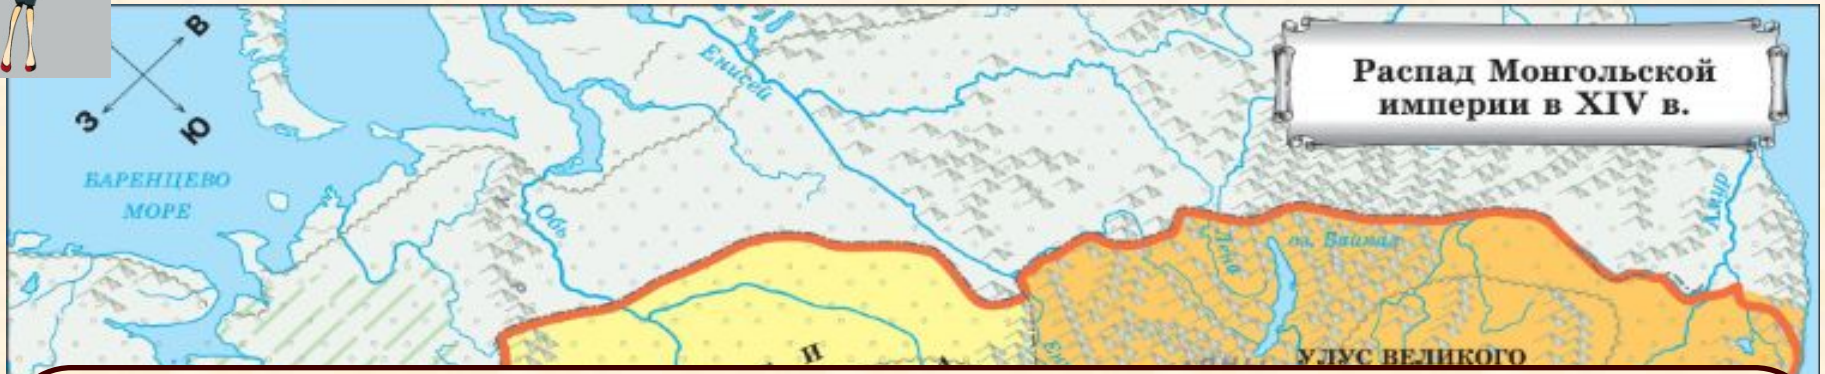 В
З
Ю
Енисей
Распад Монгольской
империи в XIV в.
БАРЕНЦЕВО
МОРЕ
Обь
Амур
Лена
оз. Байкал
И
УЛУС ВЕЛИКОГО